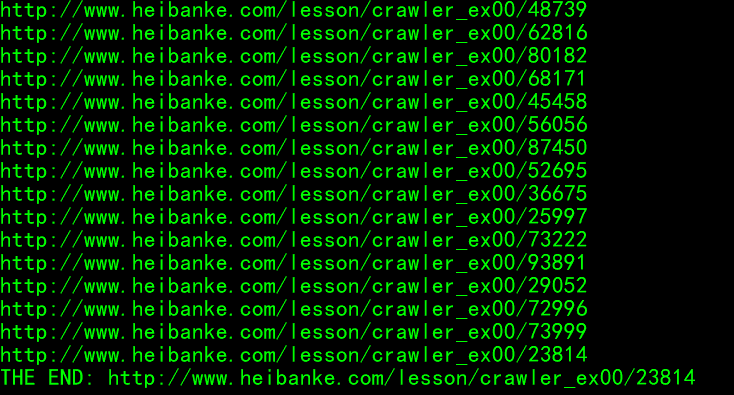 http://www.heibanke.com/lesson/crawler_ex00/48739
http://www.heibanke.com/lesson/crawler_ex00/62816
http://www.heibanke.com/lesson/crawler_ex00/80182
http://www.heibanke.com/lesson/crawler_ex00/68171
http://www.heibanke.com/lesson/crawler_ex00/45458
http://www.heibanke.com/lesson/crawler_ex00/56056
http://www.heibanke.com/lesson/crawler_ex00/87450
http://www.heibanke.com/lesson/crawler_ex00/52695
http://www.heibanke.com/lesson/crawler_ex00/36675
http://www.heibanke.com/lesson/crawler_ex00/25997
http://www.heibanke.com/lesson/crawler_ex00/73222
http://www.heibanke.com/lesson/crawler_ex00/93891
http://www.heibanke.com/lesson/crawler_ex00/29052
http://www.heibanke.com/lesson/crawler_ex00/72996
http://www.heibanke.com/lesson/crawler_ex00/73999
http://www.heibanke.com/lesson/crawler_ex00/23814
THE END: http://www.heibanke.com/lesson/crawler_ex00/23814